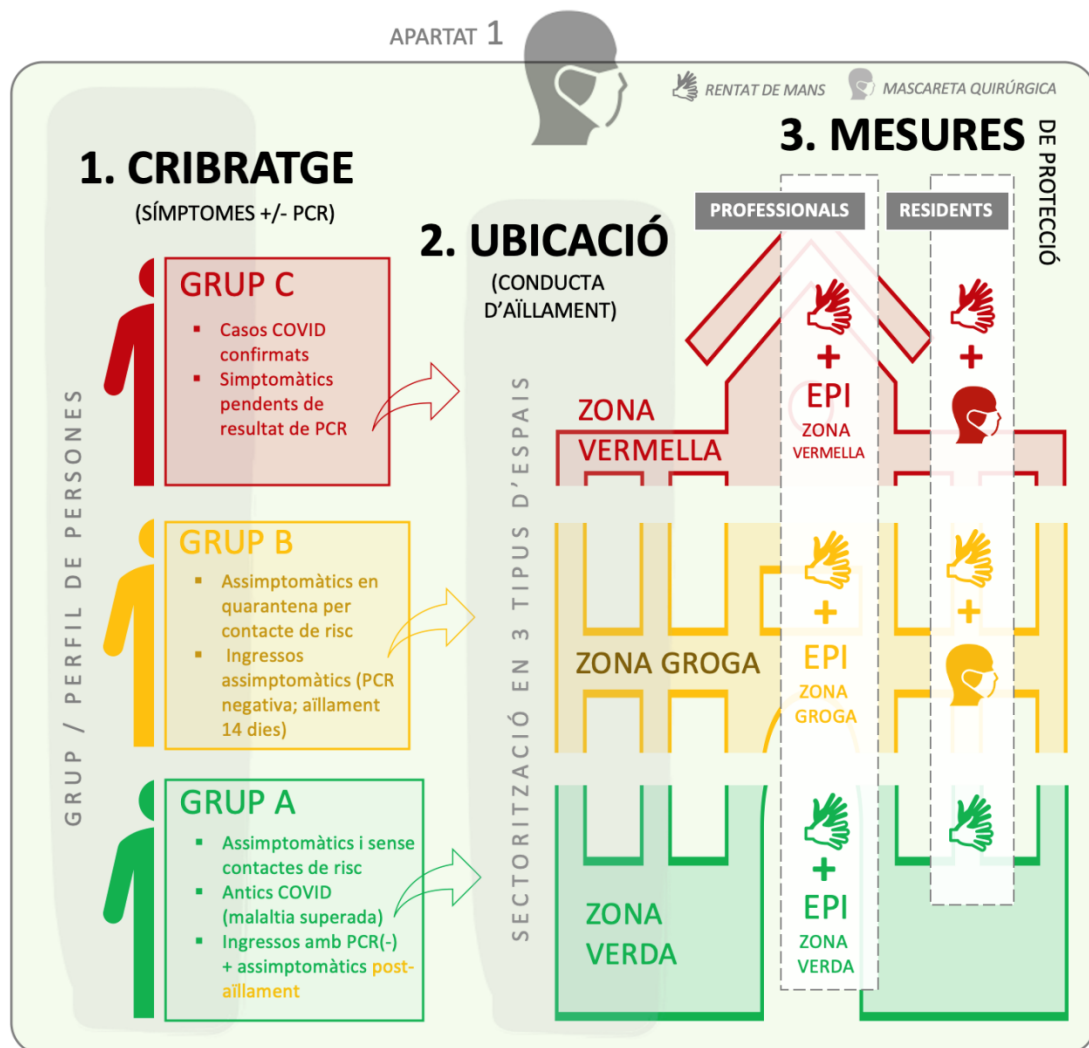 APARTAT 1
RENTAT DE MANS
MASCARETA QUIRÚRGICA
1. CRIBRATGE
(SÍMPTOMES +/- PCR)
2. UBICACIÓ
(CONDUCTA
D'AÏLLAMENT)
3. MESURES
DE PROTECCIÓ
PROFESSIONALS
RESIDENTS
GRUP / PERFIL DE PERSONES
GRUP C
▪ Casos COVID
confirmats
▪ Simptomàtics
pendents de
resultat de PCR
GRUP B
▪ Assimptomàtics en
quarantena per
contacte de risc
▪ Ingressos
assimptomàtics (PCR
negativa; aïllament
14 dies)
GRUP A
▪ Assimptomàtics i sense
contactes de risc
▪ Antics COVID
(malaltia superada)
▪ Ingressos amb PCR(-)
+ assimptomàtics post-
aïllament
SECTORITZACIÓ EN 3 TIPUS D'ESPAIS
ZONA
VERMELLA
ZONA GROGA
ZONA
VERDA
+
EPI
ZONA
VERMELLA
+
+
EPI
ZONA
GROGA
+
+
EPI
ZONA
VERDA